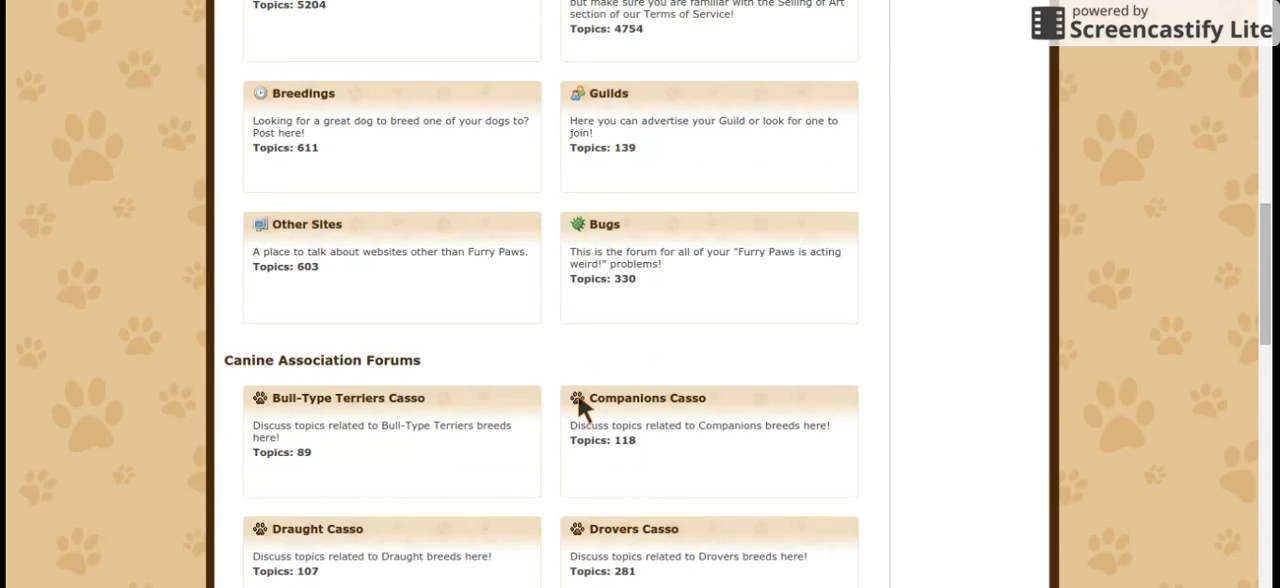 Topics: 5204
but make sure you are familiar with the Selling of Art
section of our Terms of Service!
Topics: 4754
powered by
Screencastify Lite
Breedings
Looking for a great dog to breed one of your dogs to?
Post here!
Topics: 611
Guilds
Here you can advertise your Guild or look for one to
join!
Topics: 139
Other Sites
A place to talk about websites other than Furry Paws.
Topics: 603
Bugs
This is the forum for all of your "Furry Paws is acting
weird!" problems!
Topics: 330
Canine Association Forums
Bull-Type Terriers Casso
Discuss topics related to Bull-Type Terriers breeds
here!
Topics: 89
Companions Casso
Discuss topics related to Companions breeds here!
Topics: 118
Draught Casso
Discuss topics related to Draught breeds here!
Topics: 107
Drovers Casso
Discuss topics related to Drovers breeds here!
Topics: 281